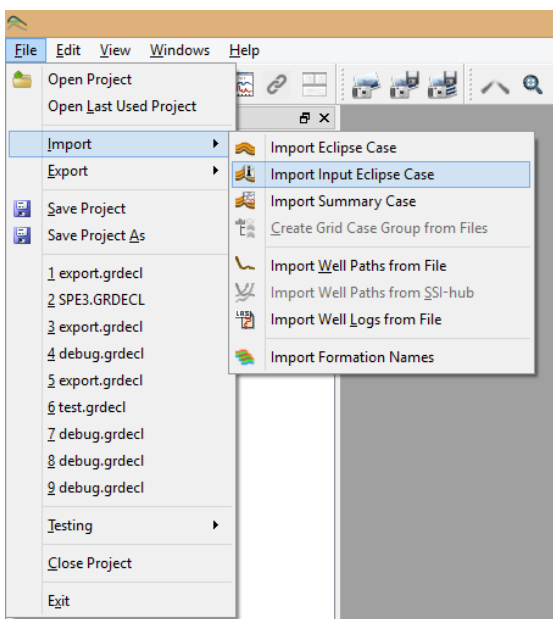 File Edit View Windows Help
Open Project
Open Last Used Project
Import
Export
Save Project
Save Project As
1 export.grdecl
2 SPE3.GRDECL
3 export.grdecl
4 debug.grdecl
5 export.grdecl
6 test.grdecl
7 debug.grdecl
8 debug.grdecl
9 debug.grdecl
Testing
Close Project
Exit
Import Eclipse Case
Import Input Eclipse Case
Import Summary Case
Create Grid Case Group from Files
Import Well Paths from File
Import Well Paths from SSI-hub
Import Well Logs from File
Import Formation Names